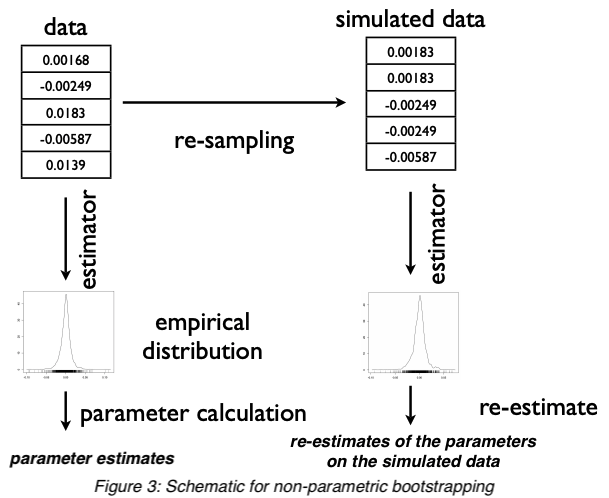 data
simulated data
0.00168
-0.00249
0.0183
-0.00587
0.0139
0.00183
0.00183
-0.00249
-0.00249
-0.00587
re-sampling
estimator
estimator
empirical
distribution
parameter calculation
re-estimate
parameter estimates
re-estimates of the parameters
on the simulated data
Figure 3: Schematic for non-parametric bootstrapping